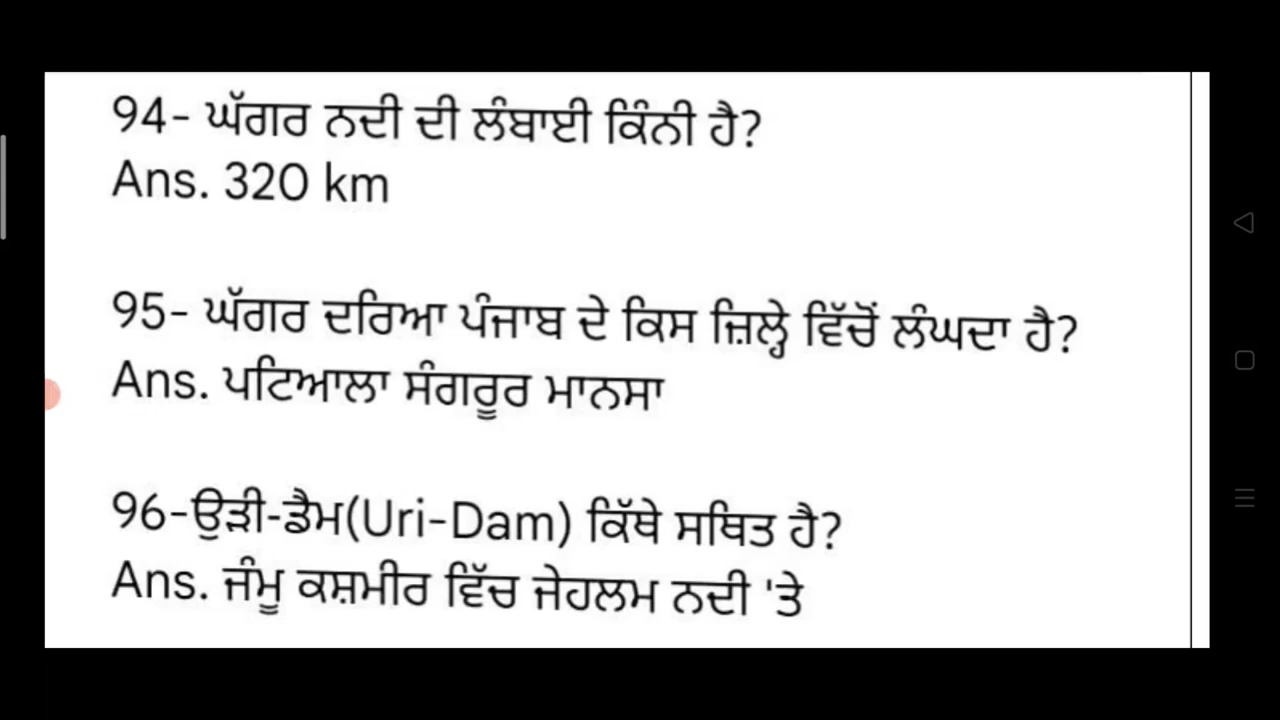 94- ਘੱਗਰ ਨਦੀ ਦੀ ਲੰਬਾਈ ਕਿੰਨੀ ਹੈ?
Ans. 320 km
95- ਘੱਗਰ ਦਰਿਆ ਪੰਜਾਬ ਦੇ ਕਿਸ ਜ਼ਿਲ੍ਹੇ ਵਿੱਚੋਂ ਲੰਘਦਾ ਹੈ?
Ans. ਪਟਿਆਲਾ ਸੰਗਰੂਰ ਮਾਨਸਾ
96-ਉੜੀ-ਡੈਮ(Uri-Dam) ਕਿੱਥੇ ਸਥਿਤ ਹੈ?
Ans. ਜੰਮੂ ਕਸ਼ਮੀਰ ਵਿੱਚ ਜੇਹਲਮ ਨਦੀ 'ਤੇ